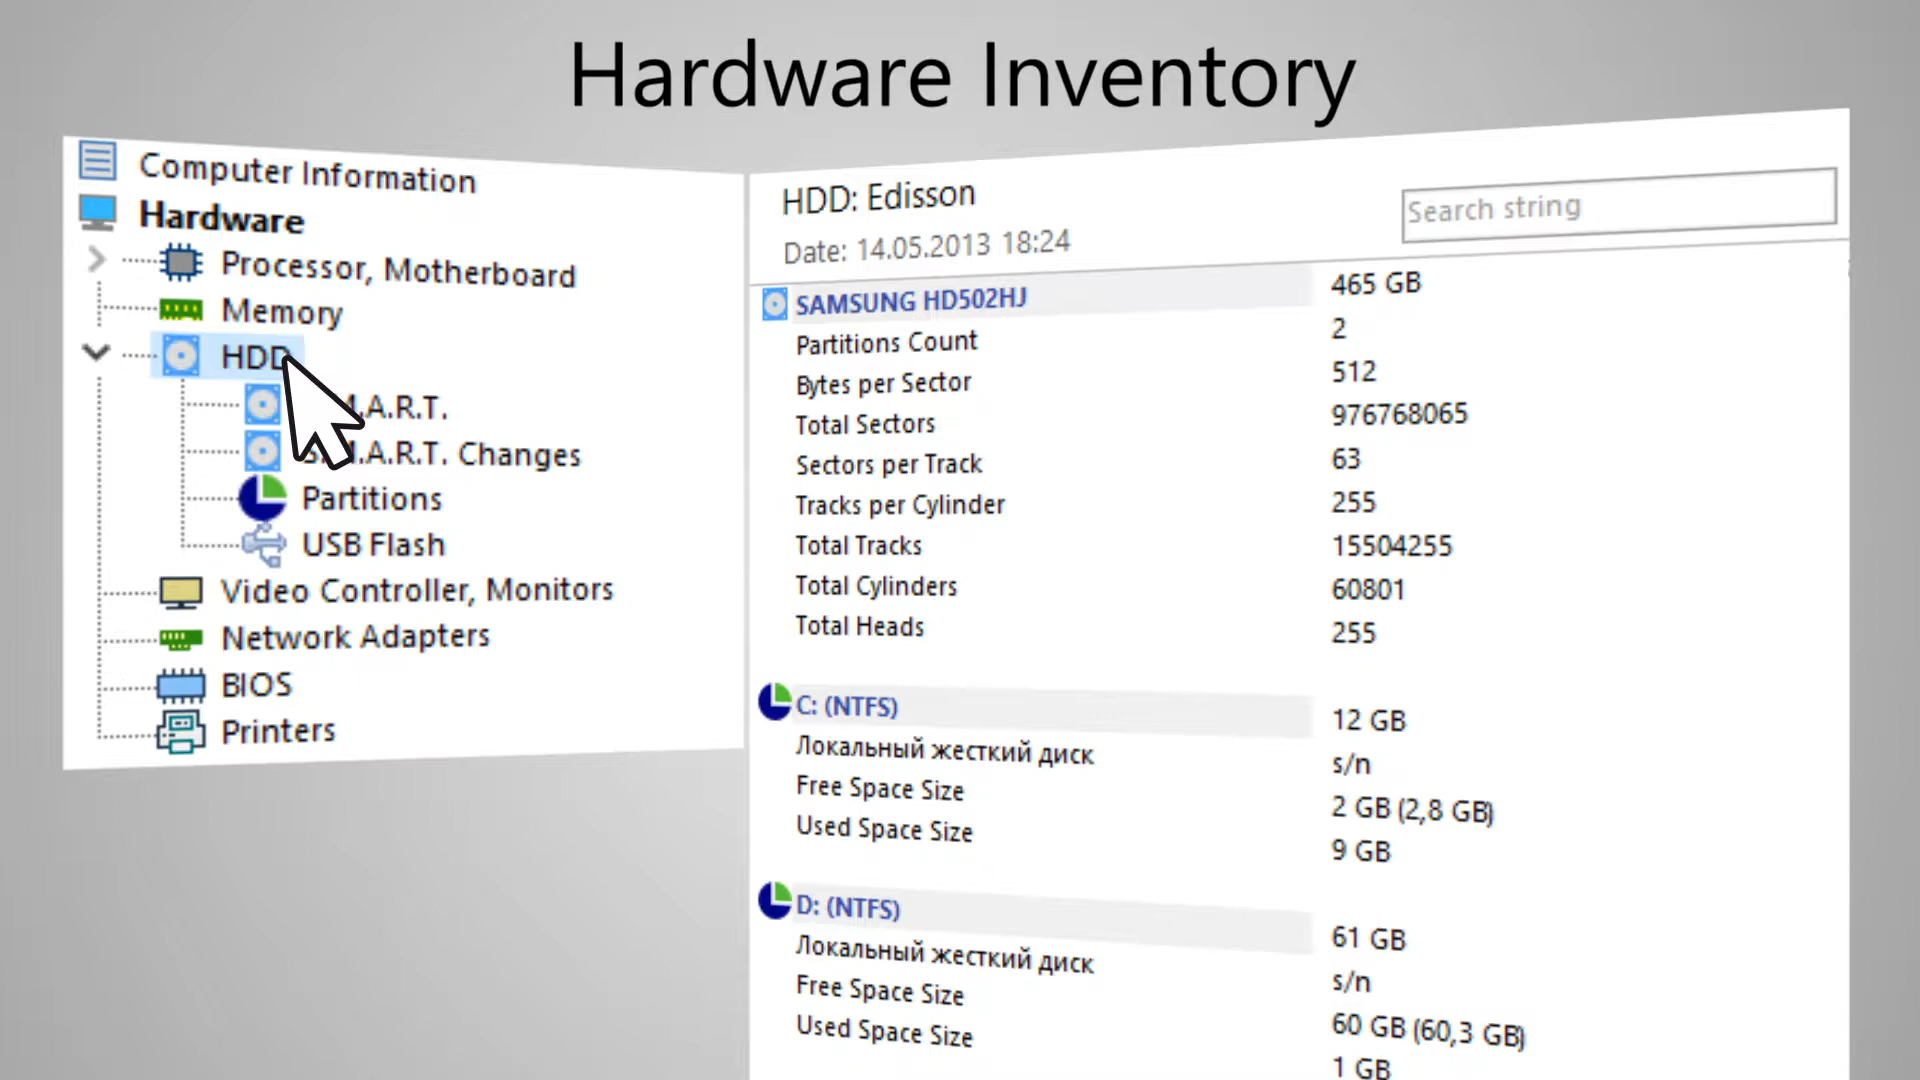 Hardware Inventory
Computer Information
Hardware
Processor, Motherboard
Memory
HDD
M.A.R.T.
S.M.A.R.T. Changes
Partitions
USB Flash
Video Controller, Monitors
Network Adapters
BIOS
Printers
HDD: Edisson
Date: 14.05.2013 18:24
Search string
SAMSUNG HD502HJ 465 GB
Partitions Count 2
Bytes per Sector 512
Total Sectors 976768065
Sectors per Track 63
Tracks per Cylinder 255
Total Tracks 15504255
Total Cylinders 60801
Total Heads 255
C: (NTFS) 12 GB
Локальный жесткий диск s/n
Free Space Size 2 GB (2,8 GB)
Used Space Size 9 GB
D: (NTFS) 61 GB
Локальный жесткий диск s/n
Free Space Size 60 GB (60,3 GB)
Used Space Size 1 GB